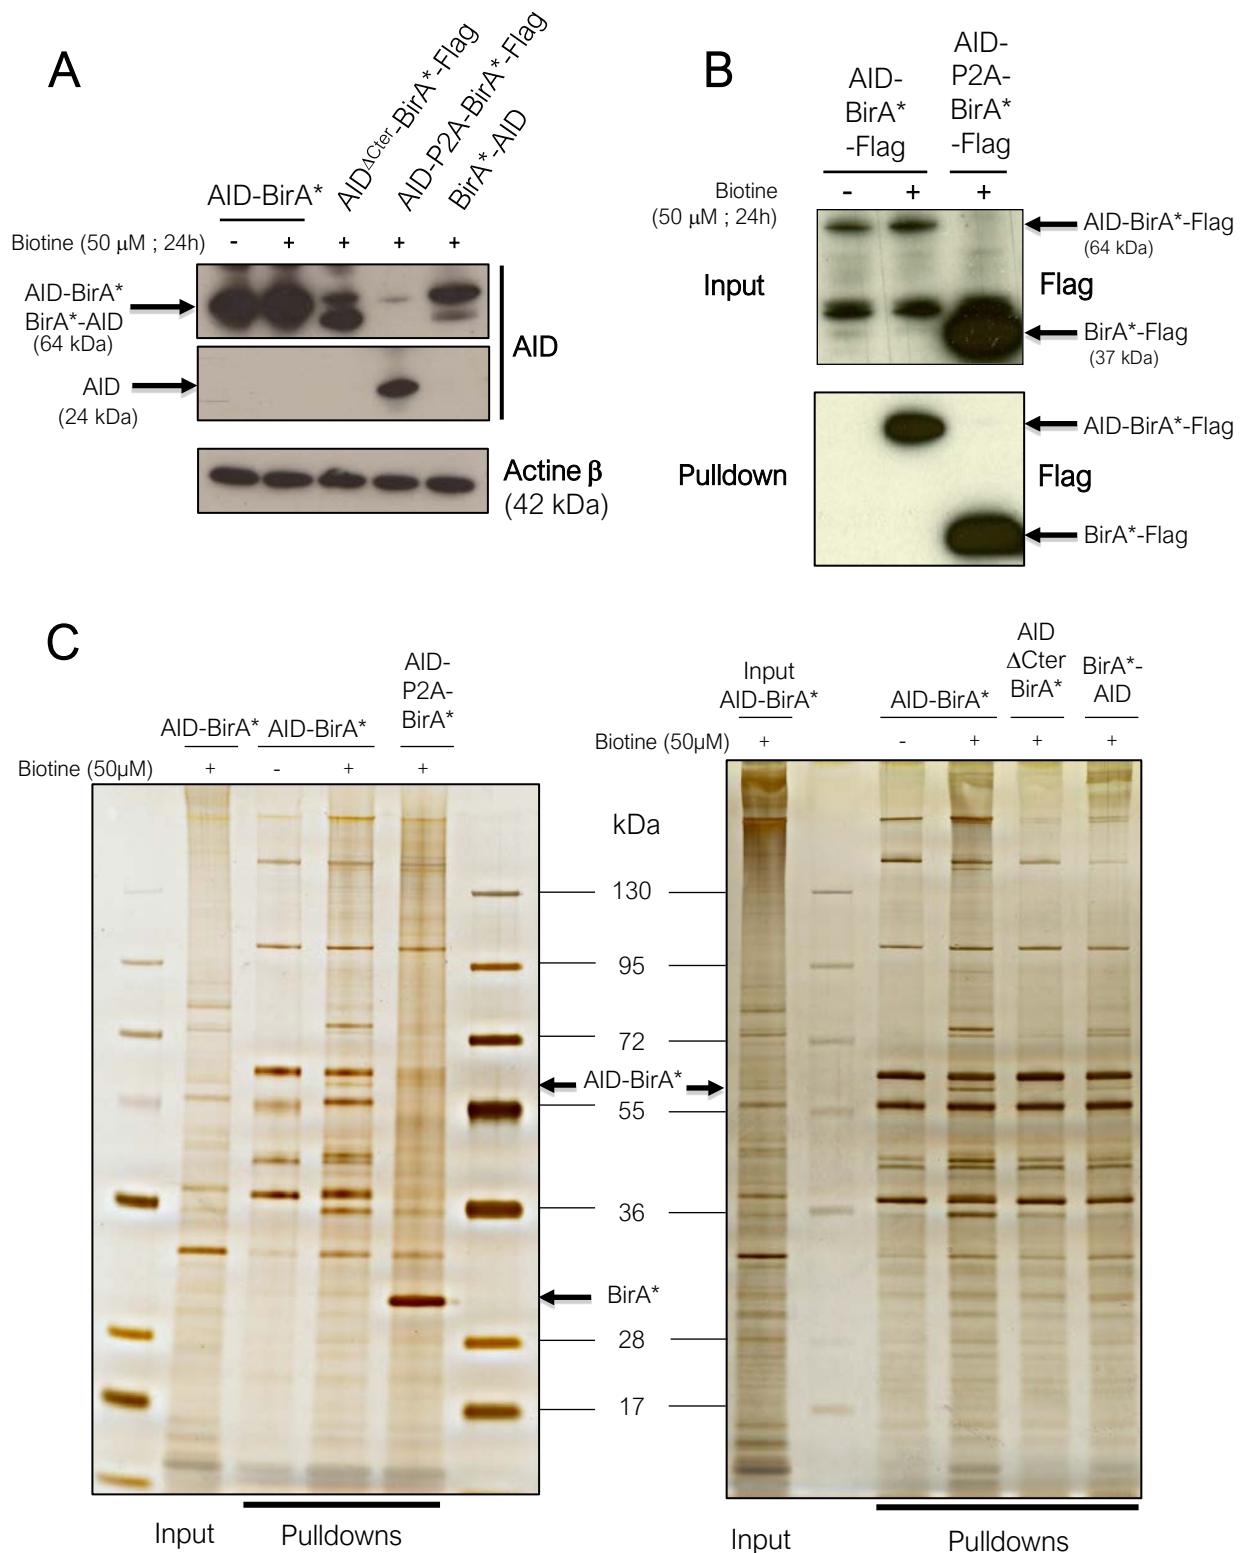 A
AID-BirA*
AIDΔCter-BirA*-Flag
AID-P2A-BirA*-Flag
BirA*-AID
Biotine (50 μM ; 24h)
- + + + +
AID-BirA*
BirA*-AID
(64 kDa)
AID
(24 kDa)
AID
Actine β
(42 kDa)
B
AID-
BirA*
-Flag
AID-
P2A-
BirA*
-Flag
Biotine
(50 μM ; 24h)
- + +
Input
AID-BirA*-Flag
(64 kDa)
Flag
BirA*-Flag
(37 kDa)
Pulldown
AID-BirA*-Flag
Flag
BirA*-Flag
C
AID-BirA*
AID-BirA*
AID-
P2A-
BirA*
Biotine (50μM)
+ - + +
Input
AID-BirA*
AID-BirA*
AID
ΔCter
BirA*
BirA*-
AID
Biotine (50μM)
+ - + + +
kDa
130
95
72
AID-BirA*
55
36
BirA*
28
17
Input
Pulldowns
Input
Pulldowns